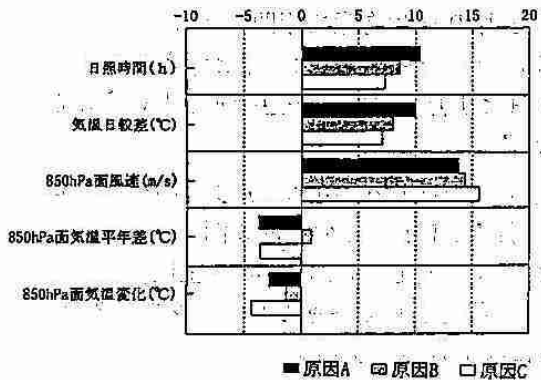 -10 -5 0 5 10 15 20
日照時間(h)
気温日較差(℃)
850hPa面風速(m/s)
850hPa面気温平年差(℃)
850hPa面気温変化(℃)
原因A 原因B 原因C